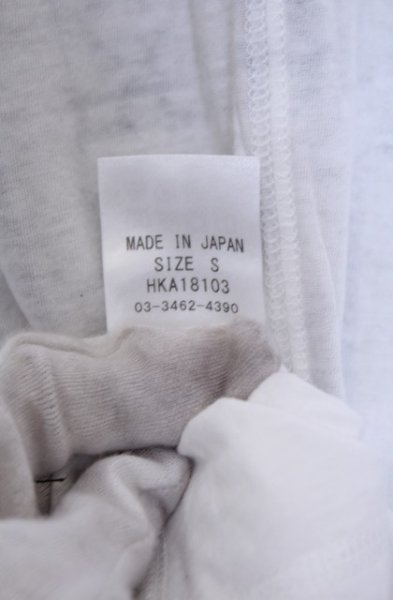 MADE IN JAPAN
SIZE S
HKA18103
03-3462-4390